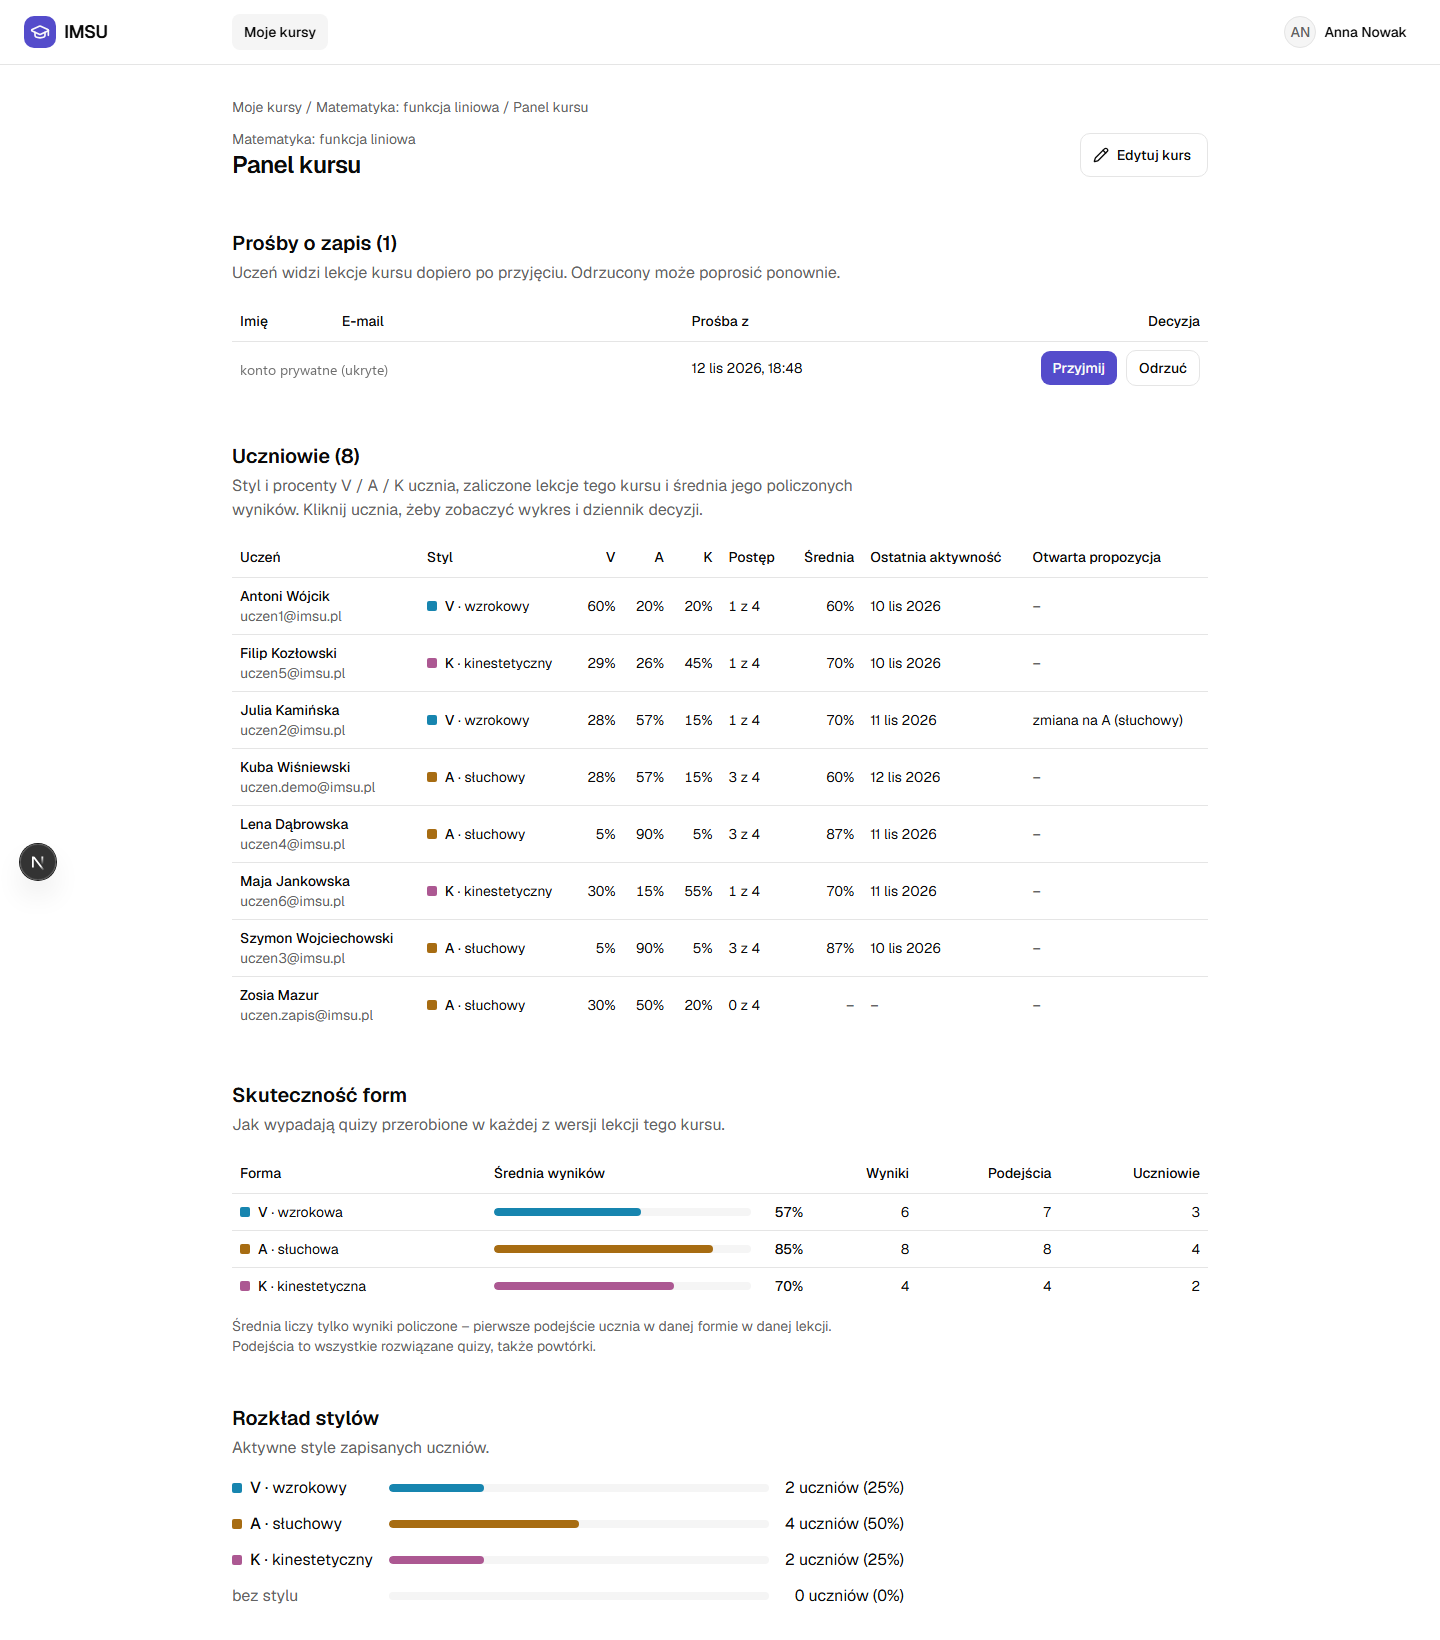 IMSU
Moje kursy
AN
Anna Nowak
Moje kursy / Matematyka: funkcja liniowa / Panel kursu
Matematyka: funkcja liniowa
Panel kursu
Edytuj kurs
Prośby o zapis (1)
Uczeń widzi lekcje kursu dopiero po przyjęciu. Odrzucony może poprosić ponownie.
Imię E-mail Prośba z Decyzja
konto prywatne (ukryte) 12 lis 2026, 18:48 Przyjmij Odrzuć
Uczniowie (8)
Styl i procenty V / A / K ucznia, zaliczone lekcje tego kursu i średnia jego policzonych
wyników. Kliknij ucznia, żeby zobaczyć wykres i dziennik decyzji.
Uczeń Styl V A K Postęp Średnia Ostatnia aktywność Otwarta propozycja
Antoni Wójcik
uczen1@imsu.pl
V · wzrokowy 60% 20% 20% 1 z 4 60% 10 lis 2026 –
Filip Kozłowski
uczen5@imsu.pl
K · kinestetyczny 29% 26% 45% 1 z 4 70% 10 lis 2026 –
Julia Kamińska
uczen2@imsu.pl
V · wzrokowy 28% 57% 15% 1 z 4 70% 11 lis 2026 zmiana na A (słuchowy)
Kuba Wiśniewski
uczen.demo@imsu.pl
A · słuchowy 28% 57% 15% 3 z 4 60% 12 lis 2026 –
Lena Dąbrowska
uczen4@imsu.pl
A · słuchowy 5% 90% 5% 3 z 4 87% 11 lis 2026 –
Maja Jankowska
uczen6@imsu.pl
K · kinestetyczny 30% 15% 55% 1 z 4 70% 11 lis 2026 –
Szymon Wojciechowski
uczen3@imsu.pl
A · słuchowy 5% 90% 5% 3 z 4 87% 10 lis 2026 –
Zosia Mazur
uczen.zapis@imsu.pl
A · słuchowy 30% 50% 20% 0 z 4 – – –
Skuteczność form
Jak wypadają quizy przerobione w każdej z wersji lekcji tego kursu.
Forma Średnia wyników Wyniki Podejścia Uczniowie
V · wzrokowa 57% 6 7 3
A · słuchowa 85% 8 8 4
K · kinestetyczna 70% 4 4 2
Średnia liczy tylko wyniki policzone – pierwsze podejście ucznia w danej formie w danej lekcji.
Podejścia to wszystkie rozwiązane quizy, także powtórki.
Rozkład stylów
Aktywne style zapisanych uczniów.
V · wzrokowy 2 uczniów (25%)
A · słuchowy 4 uczniów (50%)
K · kinestetyczny 2 uczniów (25%)
bez stylu 0 uczniów (0%)
N